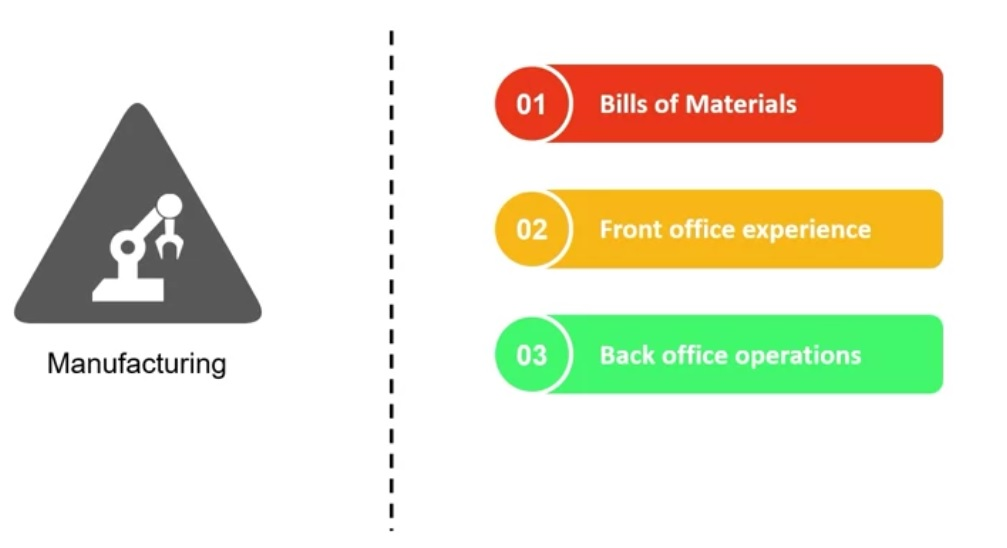 Manufacturing
01 Bills of Materials
02 Front office experience
03 Back office operations